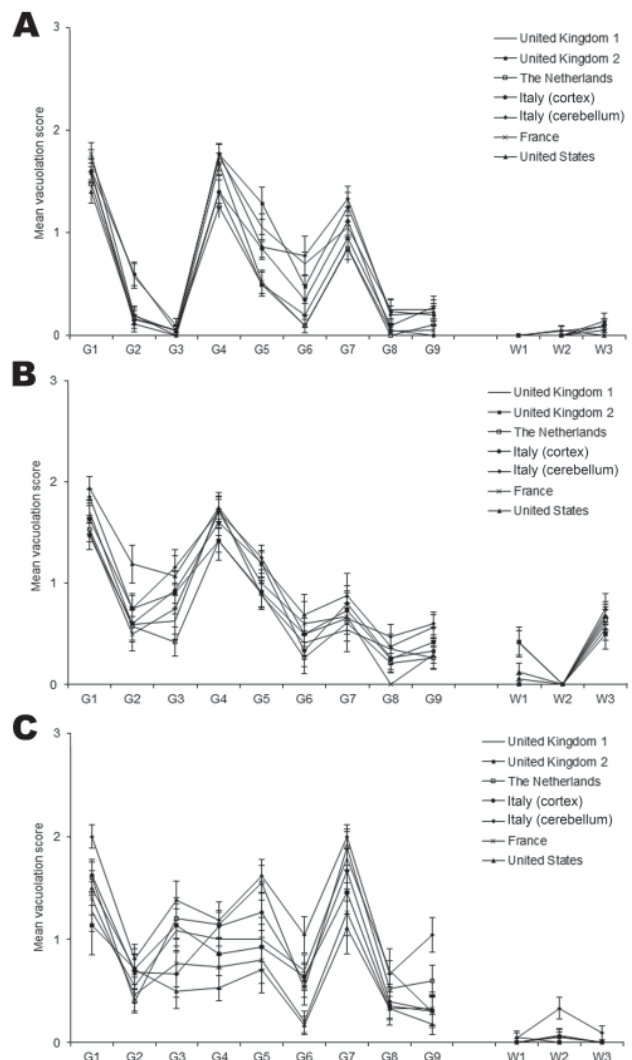 A
3
United Kingdom 1
United Kingdom 2
The Netherlands
Italy (cortex)
Italy (cerebellum)
France
United States
2
Mean vacuolation score
1
0
G1 G2 G3 G4 G5 G6 G7 G8 G9 W1 W2 W3
B
3
United Kingdom 1
United Kingdom 2
The Netherlands
Italy (cortex)
Italy (cerebellum)
France
United States
2
Mean vacuolation score
1
0
G1 G2 G3 G4 G5 G6 G7 G8 G9 W1 W2 W3
C
3
United Kingdom 1
United Kingdom 2
The Netherlands
Italy (cortex)
Italy (cerebellum)
France
United States
2
Mean vacuolation score
1
0
G1 G2 G3 G4 G5 G6 G7 G8 G9 W1 W2 W3